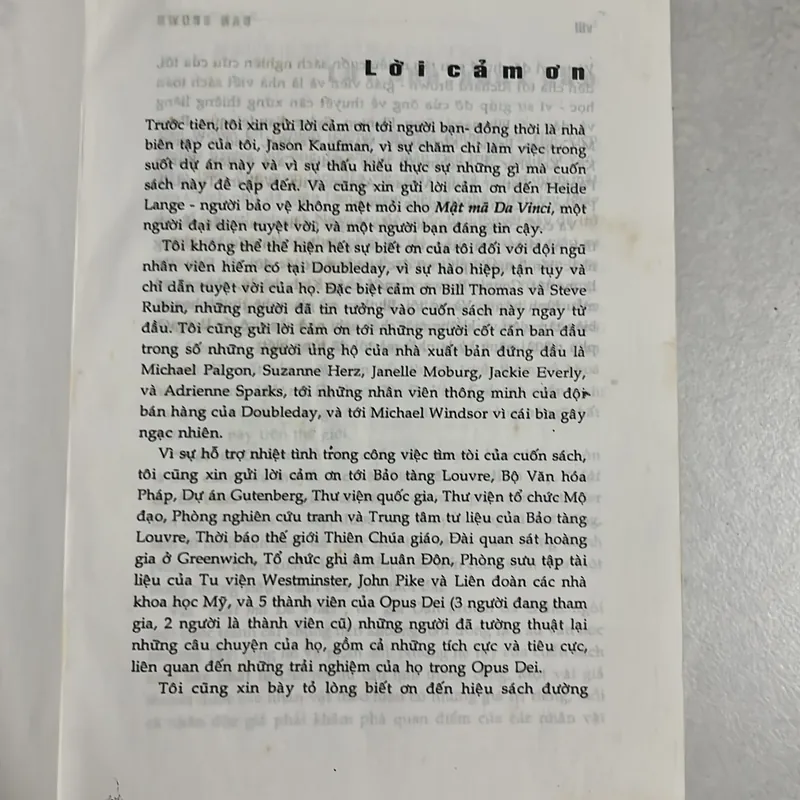 Lời cảm ơn
Trước tiên, tôi xin gửi lời cảm ơn tới người bạn- đồng thời là nhà
biên tập của tôi, Jason Kaufman, vì sự chăm chỉ làm việc trong
suốt dự án này và vì sự thấu hiểu thực sự những gì mà cuốn
sách này đề cập đến. Và cũng xin gửi lời cảm ơn đến Heide
Lange - người bảo vệ không mệt mỏi cho Mật mã Da Vinci, một
người đại diện tuyệt vời, và một người bạn đáng tin cậy.
Tôi không thể thể hiện hết sự biết ơn của tôi đối với đội ngũ
nhân viên hiếm có tại Doubleday, vì sự hào hiệp, tận tụy và
chỉ dẫn tuyệt vời của họ. Đặc biệt cảm ơn Bill Thomas và Steve
Rubin, những người đã tin tưởng vào cuốn sách này ngay từ
đầu. Tôi cũng gửi lời cảm ơn tới những người cốt cán ban đầu
trong số những người ủng hộ của nhà xuất bản đứng đầu là
Michael Palgon, Suzanne Herz, Janelle Moburg, Jackie Everly,
và Adrienne Sparks, tới những nhân viên thông minh của đội
bán hàng của Doubleday, và tới Michael Windsor vì cái bìa gây
ngạc nhiên.
Vì sự hỗ trợ nhiệt tình trong công việc tìm tòi của cuốn sách,
tôi cũng xin gửi lời cảm ơn tới Bảo tàng Louvre, Bộ Văn hóa
Pháp, Dự án Gutenberg, Thư viện quốc gia, Thư viện tổ chức Mộ
đạo, Phòng nghiên cứu tranh và Trung tâm tư liệu của Bảo tàng
Louvre, Thời báo thế giới Thiên Chúa giáo, Đài quan sát hoàng
gia ở Greenwich, Tổ chức ghi âm Luân Đôn, Phòng sưu tập tài
liệu của Tu viện Westminster, John Pike và Liên đoàn các nhà
khoa học Mỹ, và 5 thành viên của Opus Dei (3 người đang tham
gia, 2 người là thành viên cũ) những người đã tường thuật lại
những câu chuyện của họ, gồm cả những tích cực và tiêu cực,
liên quan đến những trải nghiệm của họ trong Opus Dei.
Tôi cũng xin bày tỏ lòng biết ơn đến hiệu sách đường